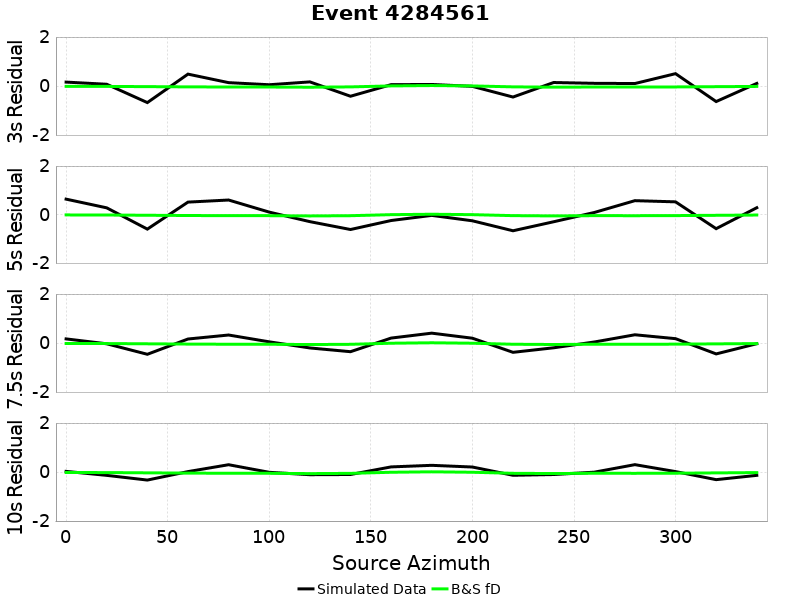 Event 4284561
3s Residual
2
0
-2
5s Residual
2
0
-2
7.5s Residual
2
0
-2
10s Residual
2
0
-2
0 50 100 150 200 250 300
Source Azimuth
Simulated Data B&S fD